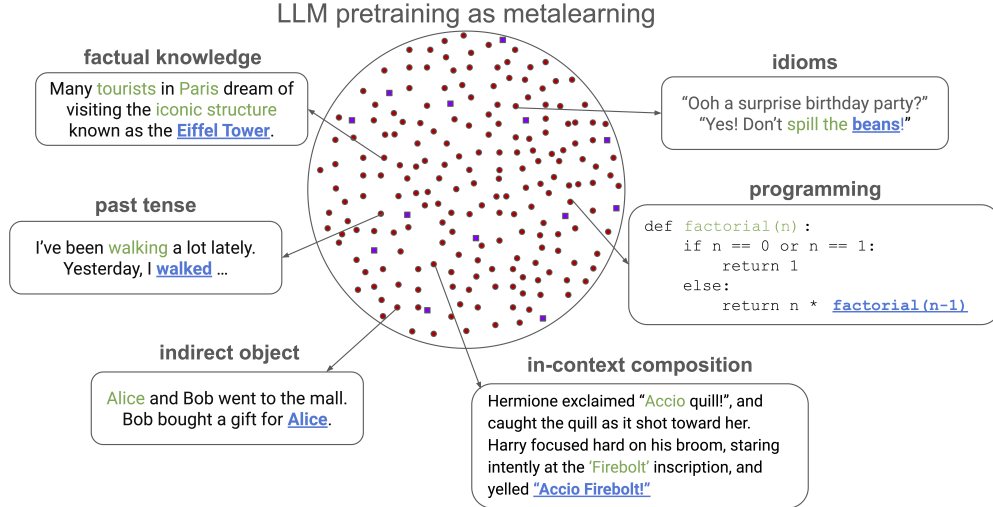 LLM pretraining as metalearning
factual knowledge
Many tourists in Paris dream of
visiting the iconic structure
known as the Eiffel Tower.
idioms
“Ooh a surprise birthday party?”
“Yes! Don’t spill the beans!”
past tense
I’ve been walking a lot lately.
Yesterday, I walked ...
programming
def factorial(n):
    if n == 0 or n == 1:
        return 1
    else:
        return n * factorial(n-1)
indirect object
Alice and Bob went to the mall.
Bob bought a gift for Alice.
in-context composition
Hermione exclaimed “Accio quill!”, and
caught the quill as it shot toward her.
Harry focused hard on his broom, staring
intently at the ‘Firebolt’ inscription, and
yelled “Accio Firebolt!”